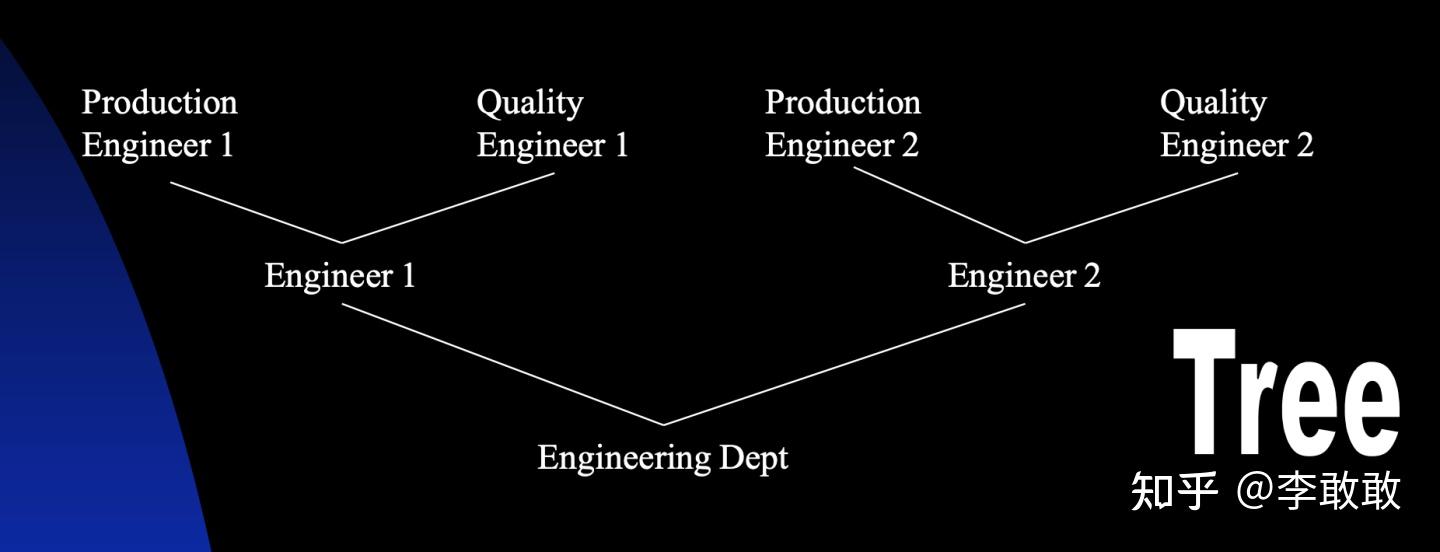 Production
Engineer 1
Quality
Engineer 1
Production
Engineer 2
Quality
Engineer 2
Engineer 1
Engineer 2
Engineering Dept
Tree
知乎 @李敢敢